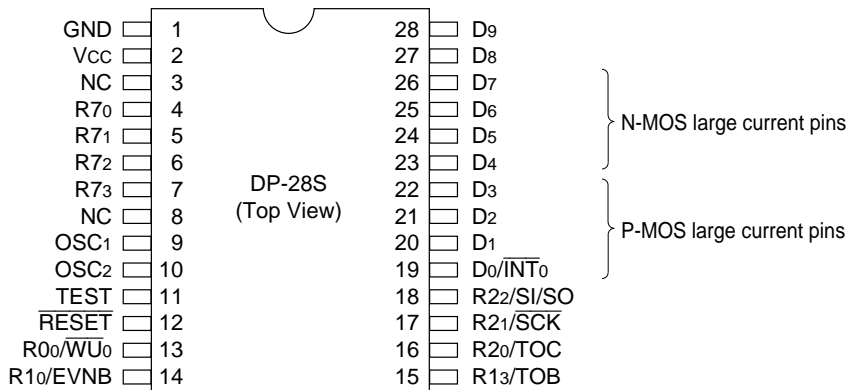 GND 1 28 D9
VCC 2 27 D8
NC 3 26 D7
R70 4 25 D6
R71 5 24 D5
R72 6 23 D4
R73 7 22 D3
NC 8 21 D2
OSC1 9 20 D1
OSC2 10 19 D0/INT0
TEST 11 18 R22/SI/SO
RESET 12 17 R21/SCK
R00/WU0 13 16 R20/TOC
R10/EVNB 14 15 R13/TOB
DP-28S
(Top View)
N-MOS large current pins
P-MOS large current pins